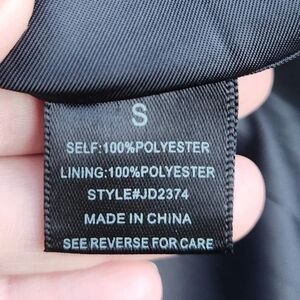 S
SELF:100%POLYESTER
LINING:100%POLYESTER
STYLE#JD2374
MADE IN CHINA
SEE REVERSE FOR CARE